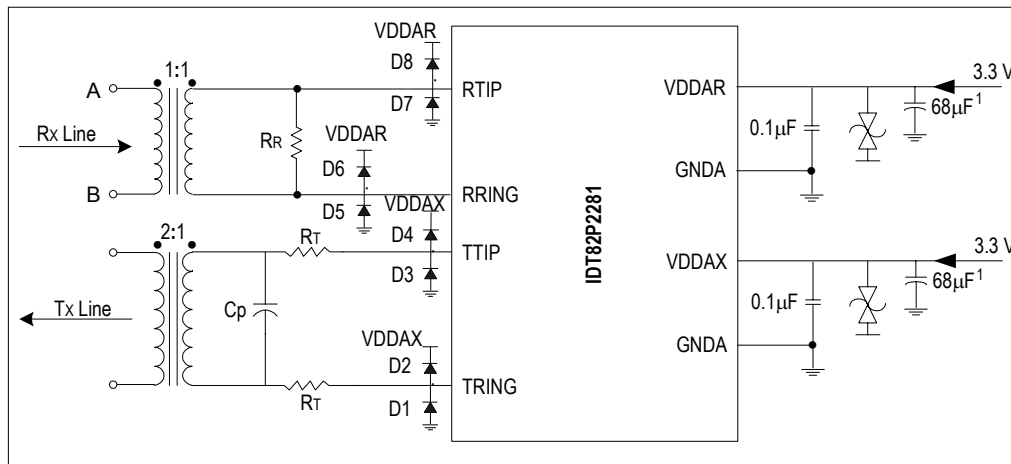 VDDAR
D8
1:1
A
RTIP
VDDAR
3.3 V
D7
68µF1
VDDAR
0.1µF
Rx Line
RR
D6
GNDA
B
D5
RRING
VDDAX
IDT82P2281
2:1
RT
D4
TTIP
VDDAX
3.3 V
D3
68µF1
0.1µF
Tx Line
Cp
VDDAX
GNDA
D2
TRING
RT
D1